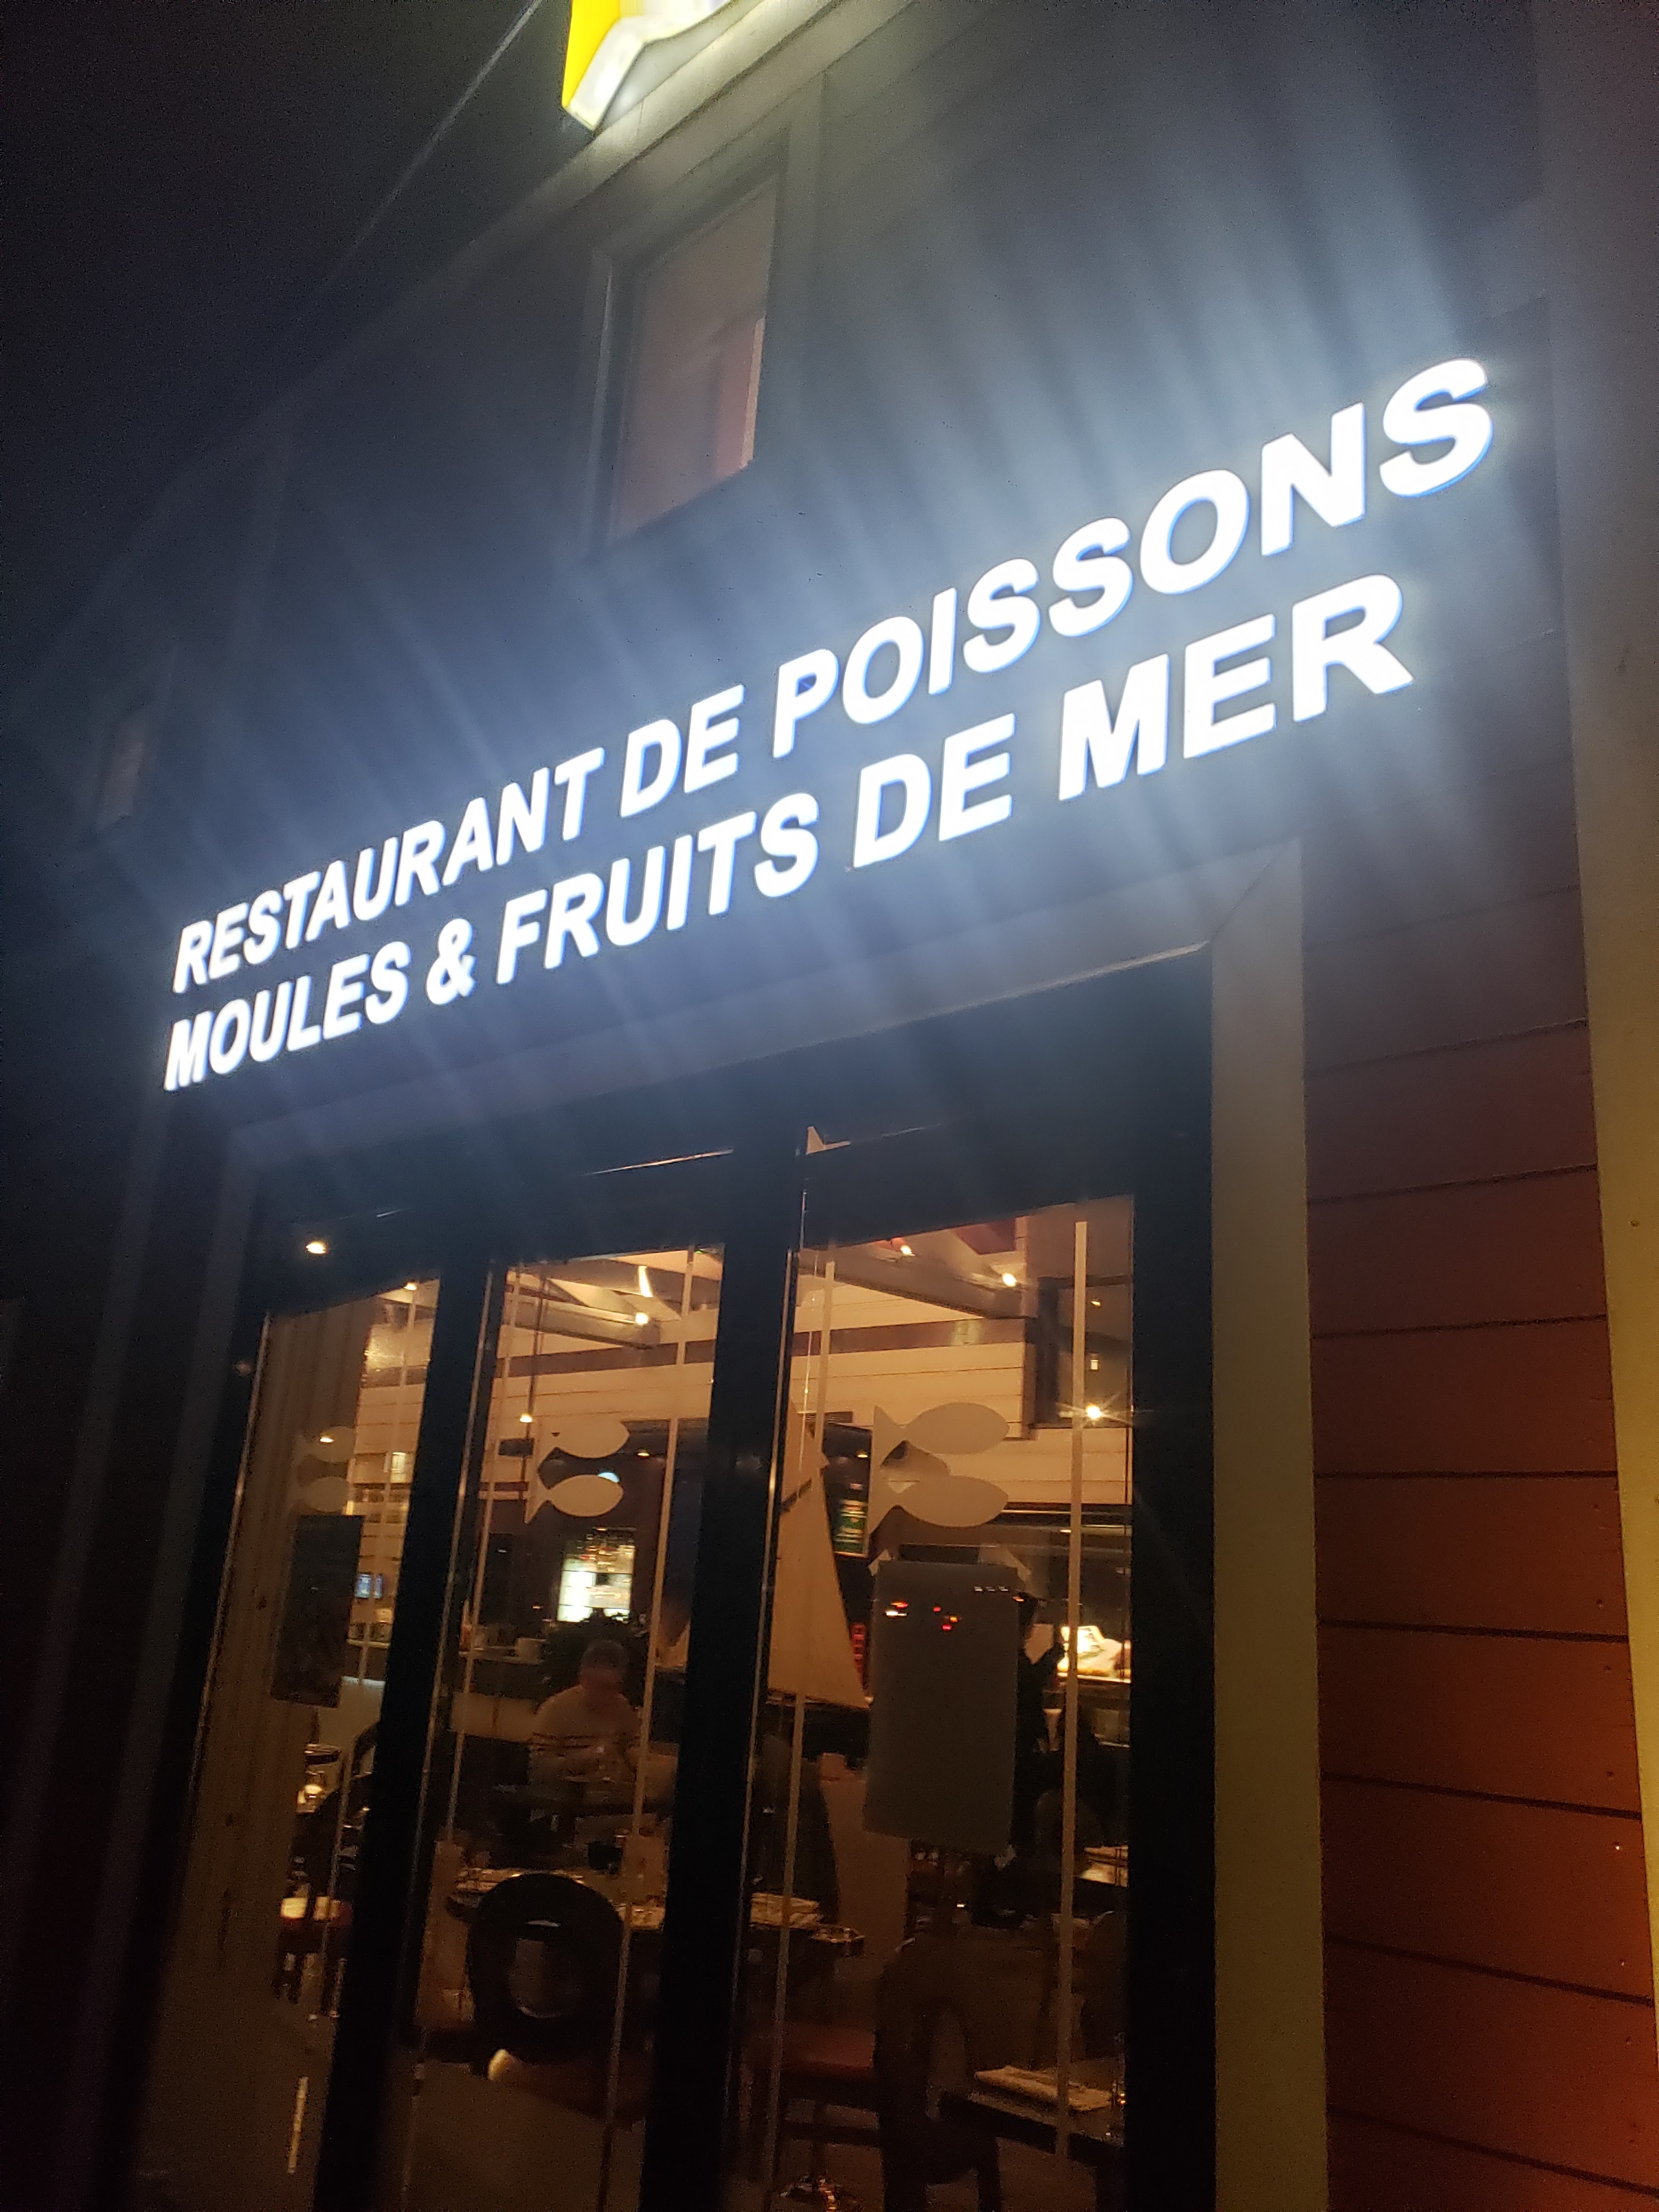 RESTAURANT DE POISSONS
MOULES & FRUITS DE MER